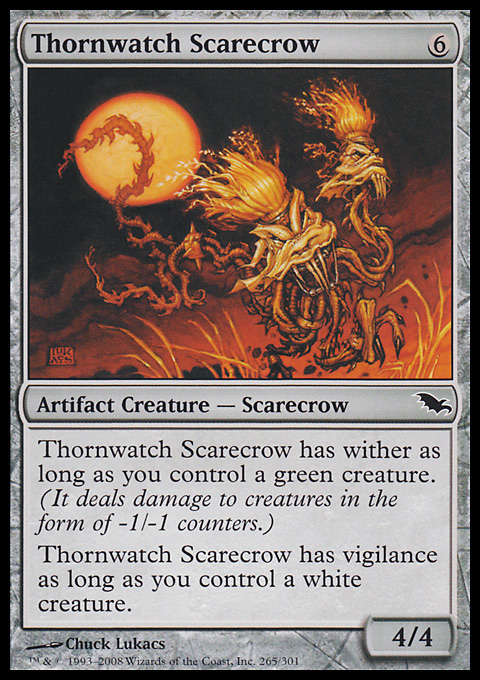 Thornwatch Scarecrow 6
LUK
ACS
Artifact Creature — Scarecrow
Thornwatch Scarecrow has wither as
long as you control a green creature.
(It deals damage to creatures in the
form of -1/-1 counters.)
Thornwatch Scarecrow has vigilance
as long as you control a white
creature.
Chuck Lukacs
4/4
™ & © 1993–2008 Wizards of the Coast, Inc. 265/301